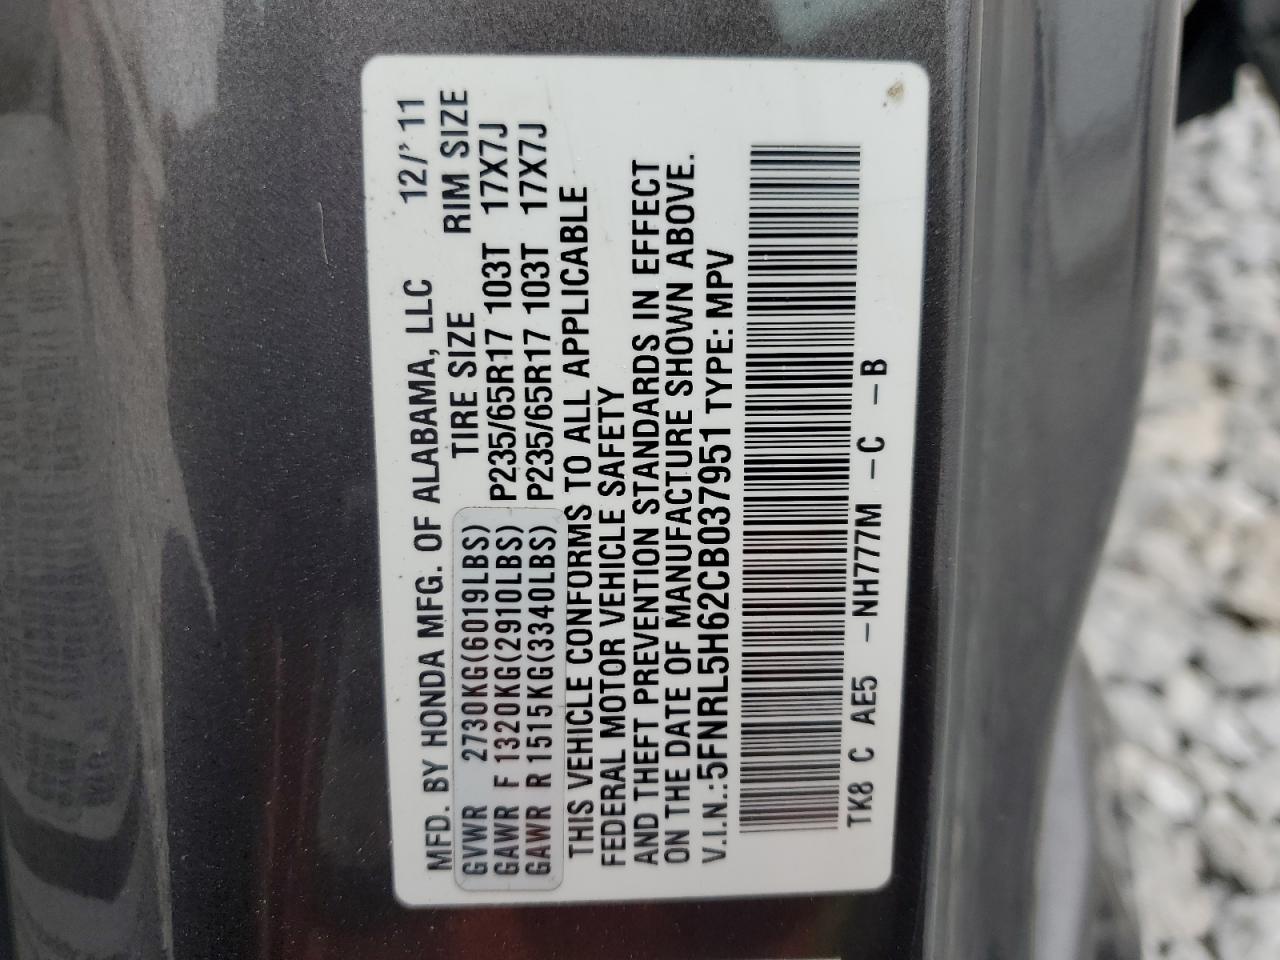 MFD. BY HONDA MFG. OF ALABAMA, LLC 12/'11
TIRE SIZE RIM SIZE
GVWR 2730KG(6019LBS)
GAWR F 1320KG(2910LBS) P235/65R17 103T 17X7J
GAWR R 1515KG(3340LBS) P235/65R17 103T 17X7J
THIS VEHICLE CONFORMS TO ALL APPLICABLE
FEDERAL MOTOR VEHICLE SAFETY
AND THEFT PREVENTION STANDARDS IN EFFECT
ON THE DATE OF MANUFACTURE SHOWN ABOVE.
V.I.N.:5FNRL5H62CB037951 TYPE: MPV
TK8 C AE5 -NH777M -C -B